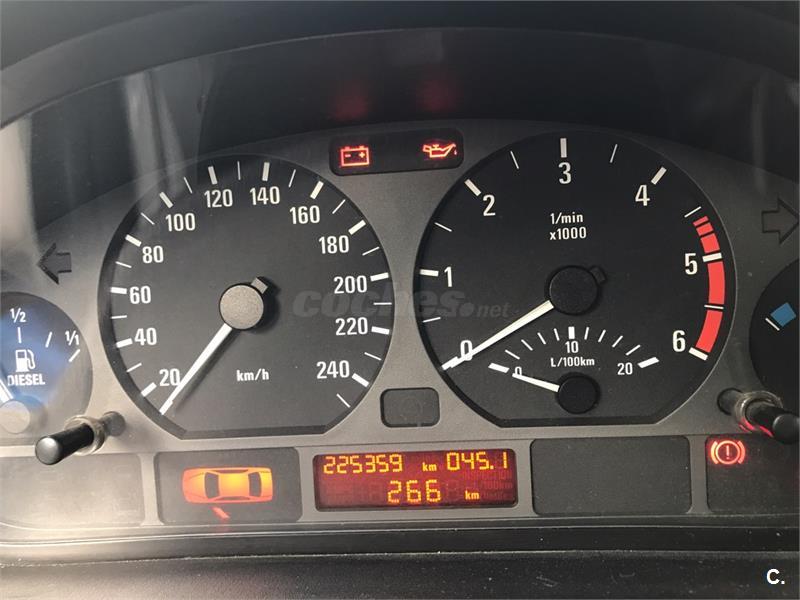 20 40 60 80 100 120 140 160 180 200 220 240
km/h
0 1 2 3 4 5 6
1/min
x1000
0 10 20
L/100km
1/2 1/1
DIESEL
coches.net
225359 km 045.1
266 km
INSPECTION
L/100km
C.